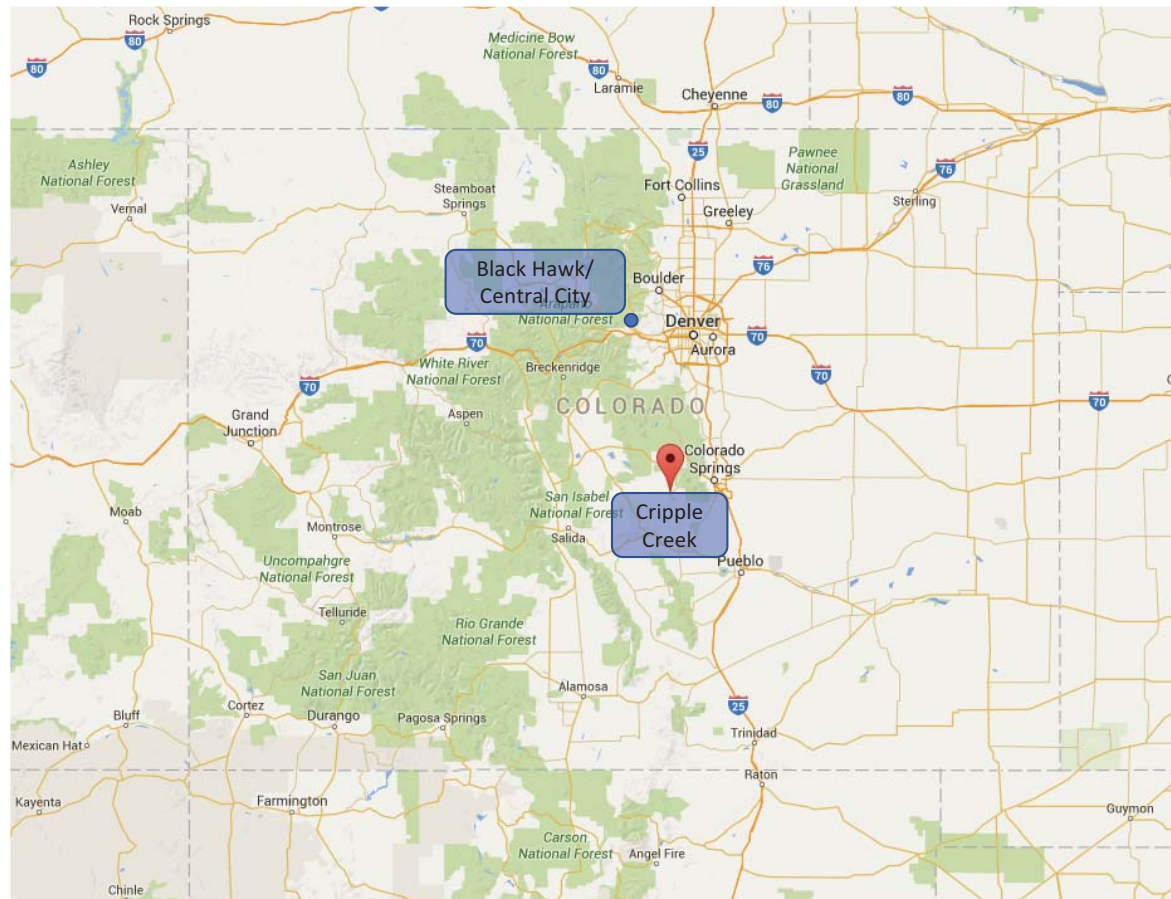 Rock Springs
80
80
Medicine Bow
National Forest
80
Laramie
Cheyenne
80
80
25
76
Ashley
National Forest
Pawnee
National
Grassland
Vernal
Steamboat
Springs
Fort Collins
Greeley
Sterling
Black Hawk/
Central City
Arapaho
National Forest
Boulder
76
Denver
Aurora
70
70
White River
National Forest
Breckenridge
70
70
70
Aspen
COLORADO
Grand
Junction
Colorado
Springs
San Isabel
National Forest
Cripple
Creek
Moab
Montrose
Salida
Uncompahgre
National Forest
Pueblo
Telluride
Rio Grande
National Forest
San Juan
National Forest
Alamosa
25
Bluff
Cortez
Durango
Pagosa Springs
Trinidad
Mexican Hat
Raton
Kayenta
Farmington
Guymon
Carson
National Forest
Angel Fire
Chinle